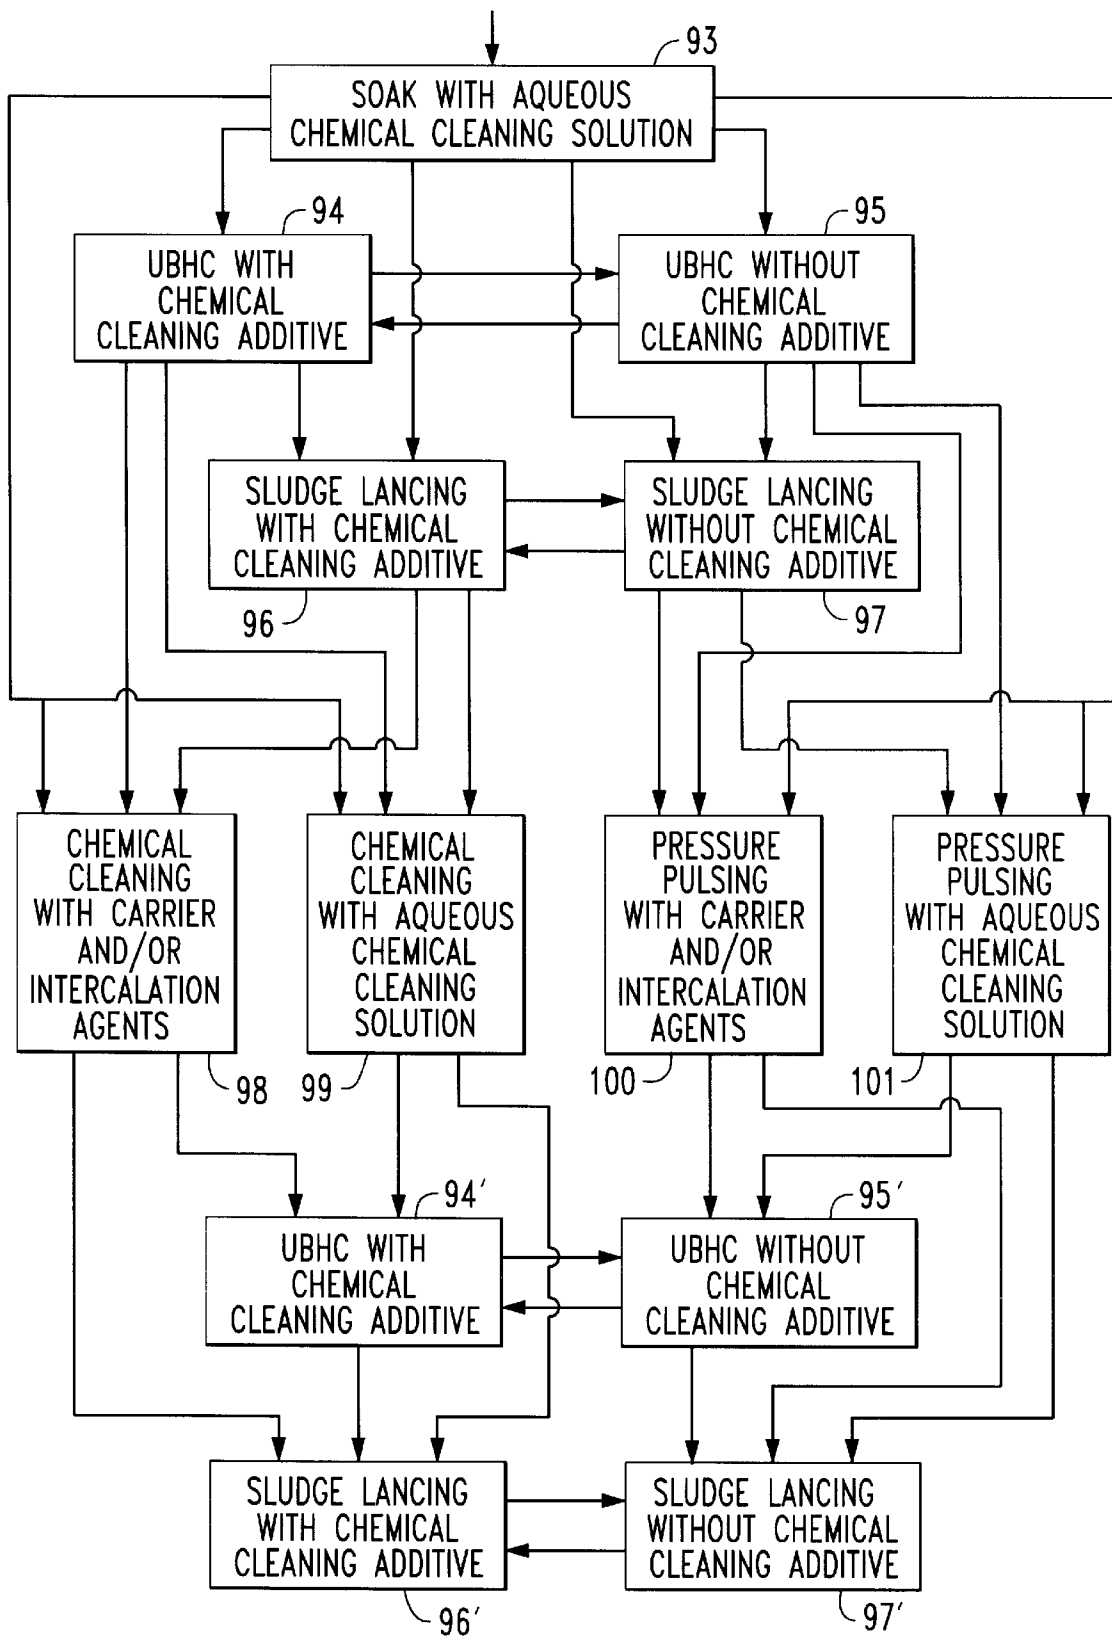 93
SOAK WITH AQUEOUS
CHEMICAL CLEANING SOLUTION
94
UBHC WITH
CHEMICAL
CLEANING ADDITIVE
95
UBHC WITHOUT
CHEMICAL
CLEANING ADDITIVE
SLUDGE LANCING
WITH CHEMICAL
CLEANING ADDITIVE
96
SLUDGE LANCING
WITHOUT CHEMICAL
CLEANING ADDITIVE
97
CHEMICAL
CLEANING
WITH CARRIER
AND/OR
INTERCALATION
AGENTS
98
CHEMICAL
CLEANING
WITH AQUEOUS
CHEMICAL
CLEANING
SOLUTION
99
PRESSURE
PULSING
WITH CARRIER
AND/OR
INTERCALATION
AGENTS
100
PRESSURE
PULSING
WITH AQUEOUS
CHEMICAL
CLEANING
SOLUTION
101
94′
UBHC WITH
CHEMICAL
CLEANING ADDITIVE
95′
UBHC WITHOUT
CHEMICAL
CLEANING ADDITIVE
SLUDGE LANCING
WITH CHEMICAL
CLEANING ADDITIVE
96′
SLUDGE LANCING
WITHOUT CHEMICAL
CLEANING ADDITIVE
97′